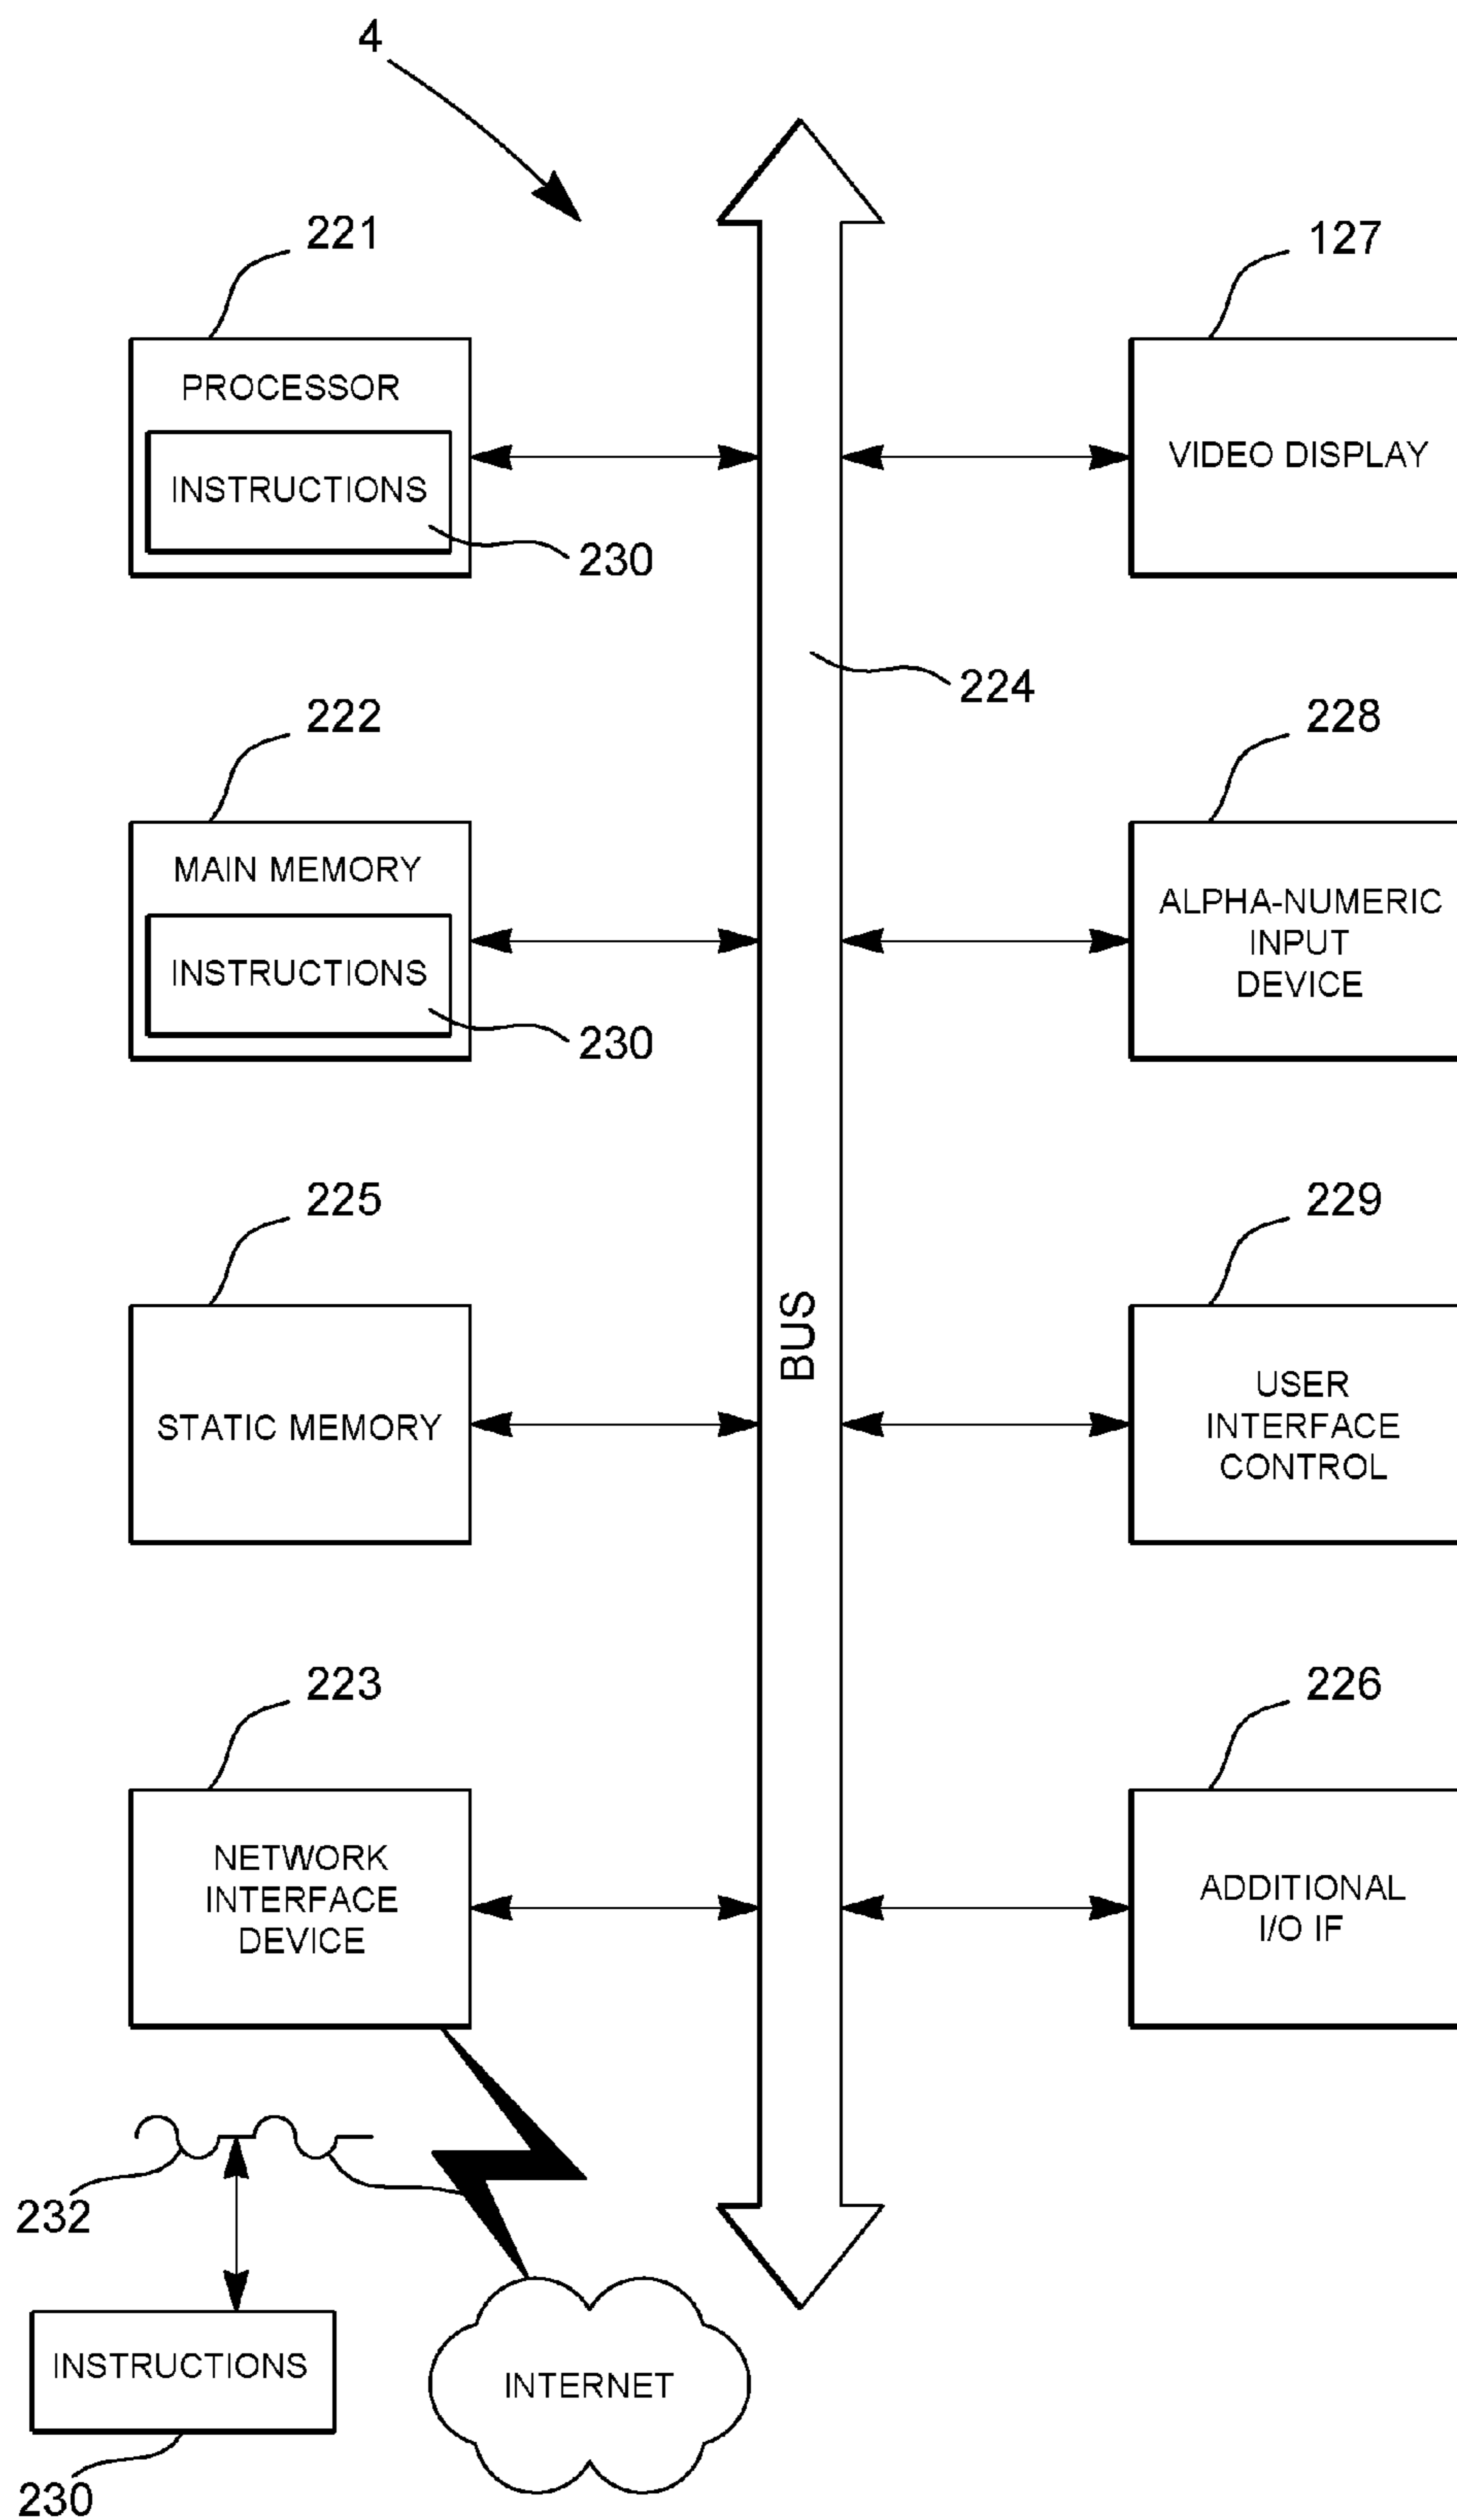 4
221
127
PROCESSOR
INSTRUCTIONS
VIDEO DISPLAY
230
224
222
228
MAIN MEMORY
INSTRUCTIONS
ALPHA-NUMERIC
INPUT
DEVICE
230
225
229
BUS
STATIC MEMORY
USER
INTERFACE
CONTROL
223
226
NETWORK
INTERFACE
DEVICE
ADDITIONAL
I/O IF
232
INSTRUCTIONS
INTERNET
230